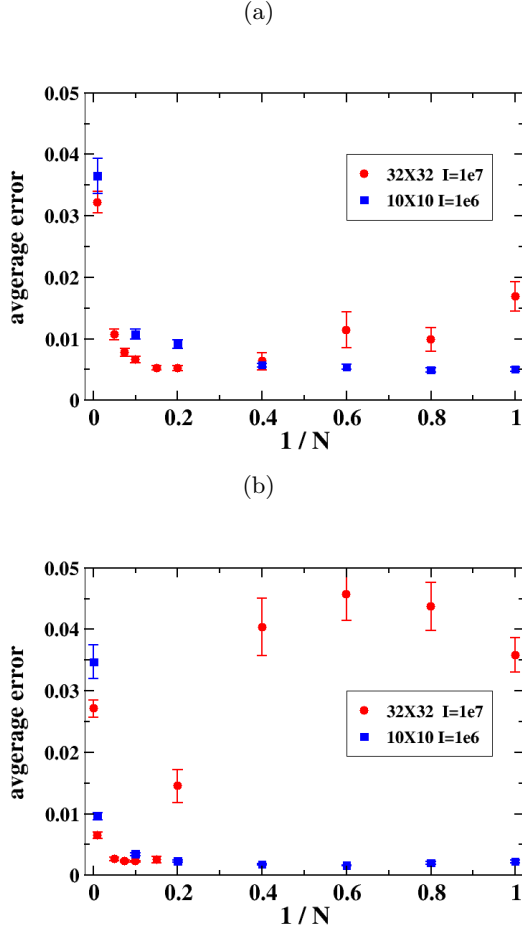 (a)
0.05
0.04
0.03
0.02
0.01
0
avgerage error
32X32 I=1e7
10X10 I=1e6
0 0.2 0.4 0.6 0.8 1
1 / N
(b)
0.05
0.04
0.03
0.02
0.01
0
avgerage error
32X32 I=1e7
10X10 I=1e6
0 0.2 0.4 0.6 0.8 1
1 / N